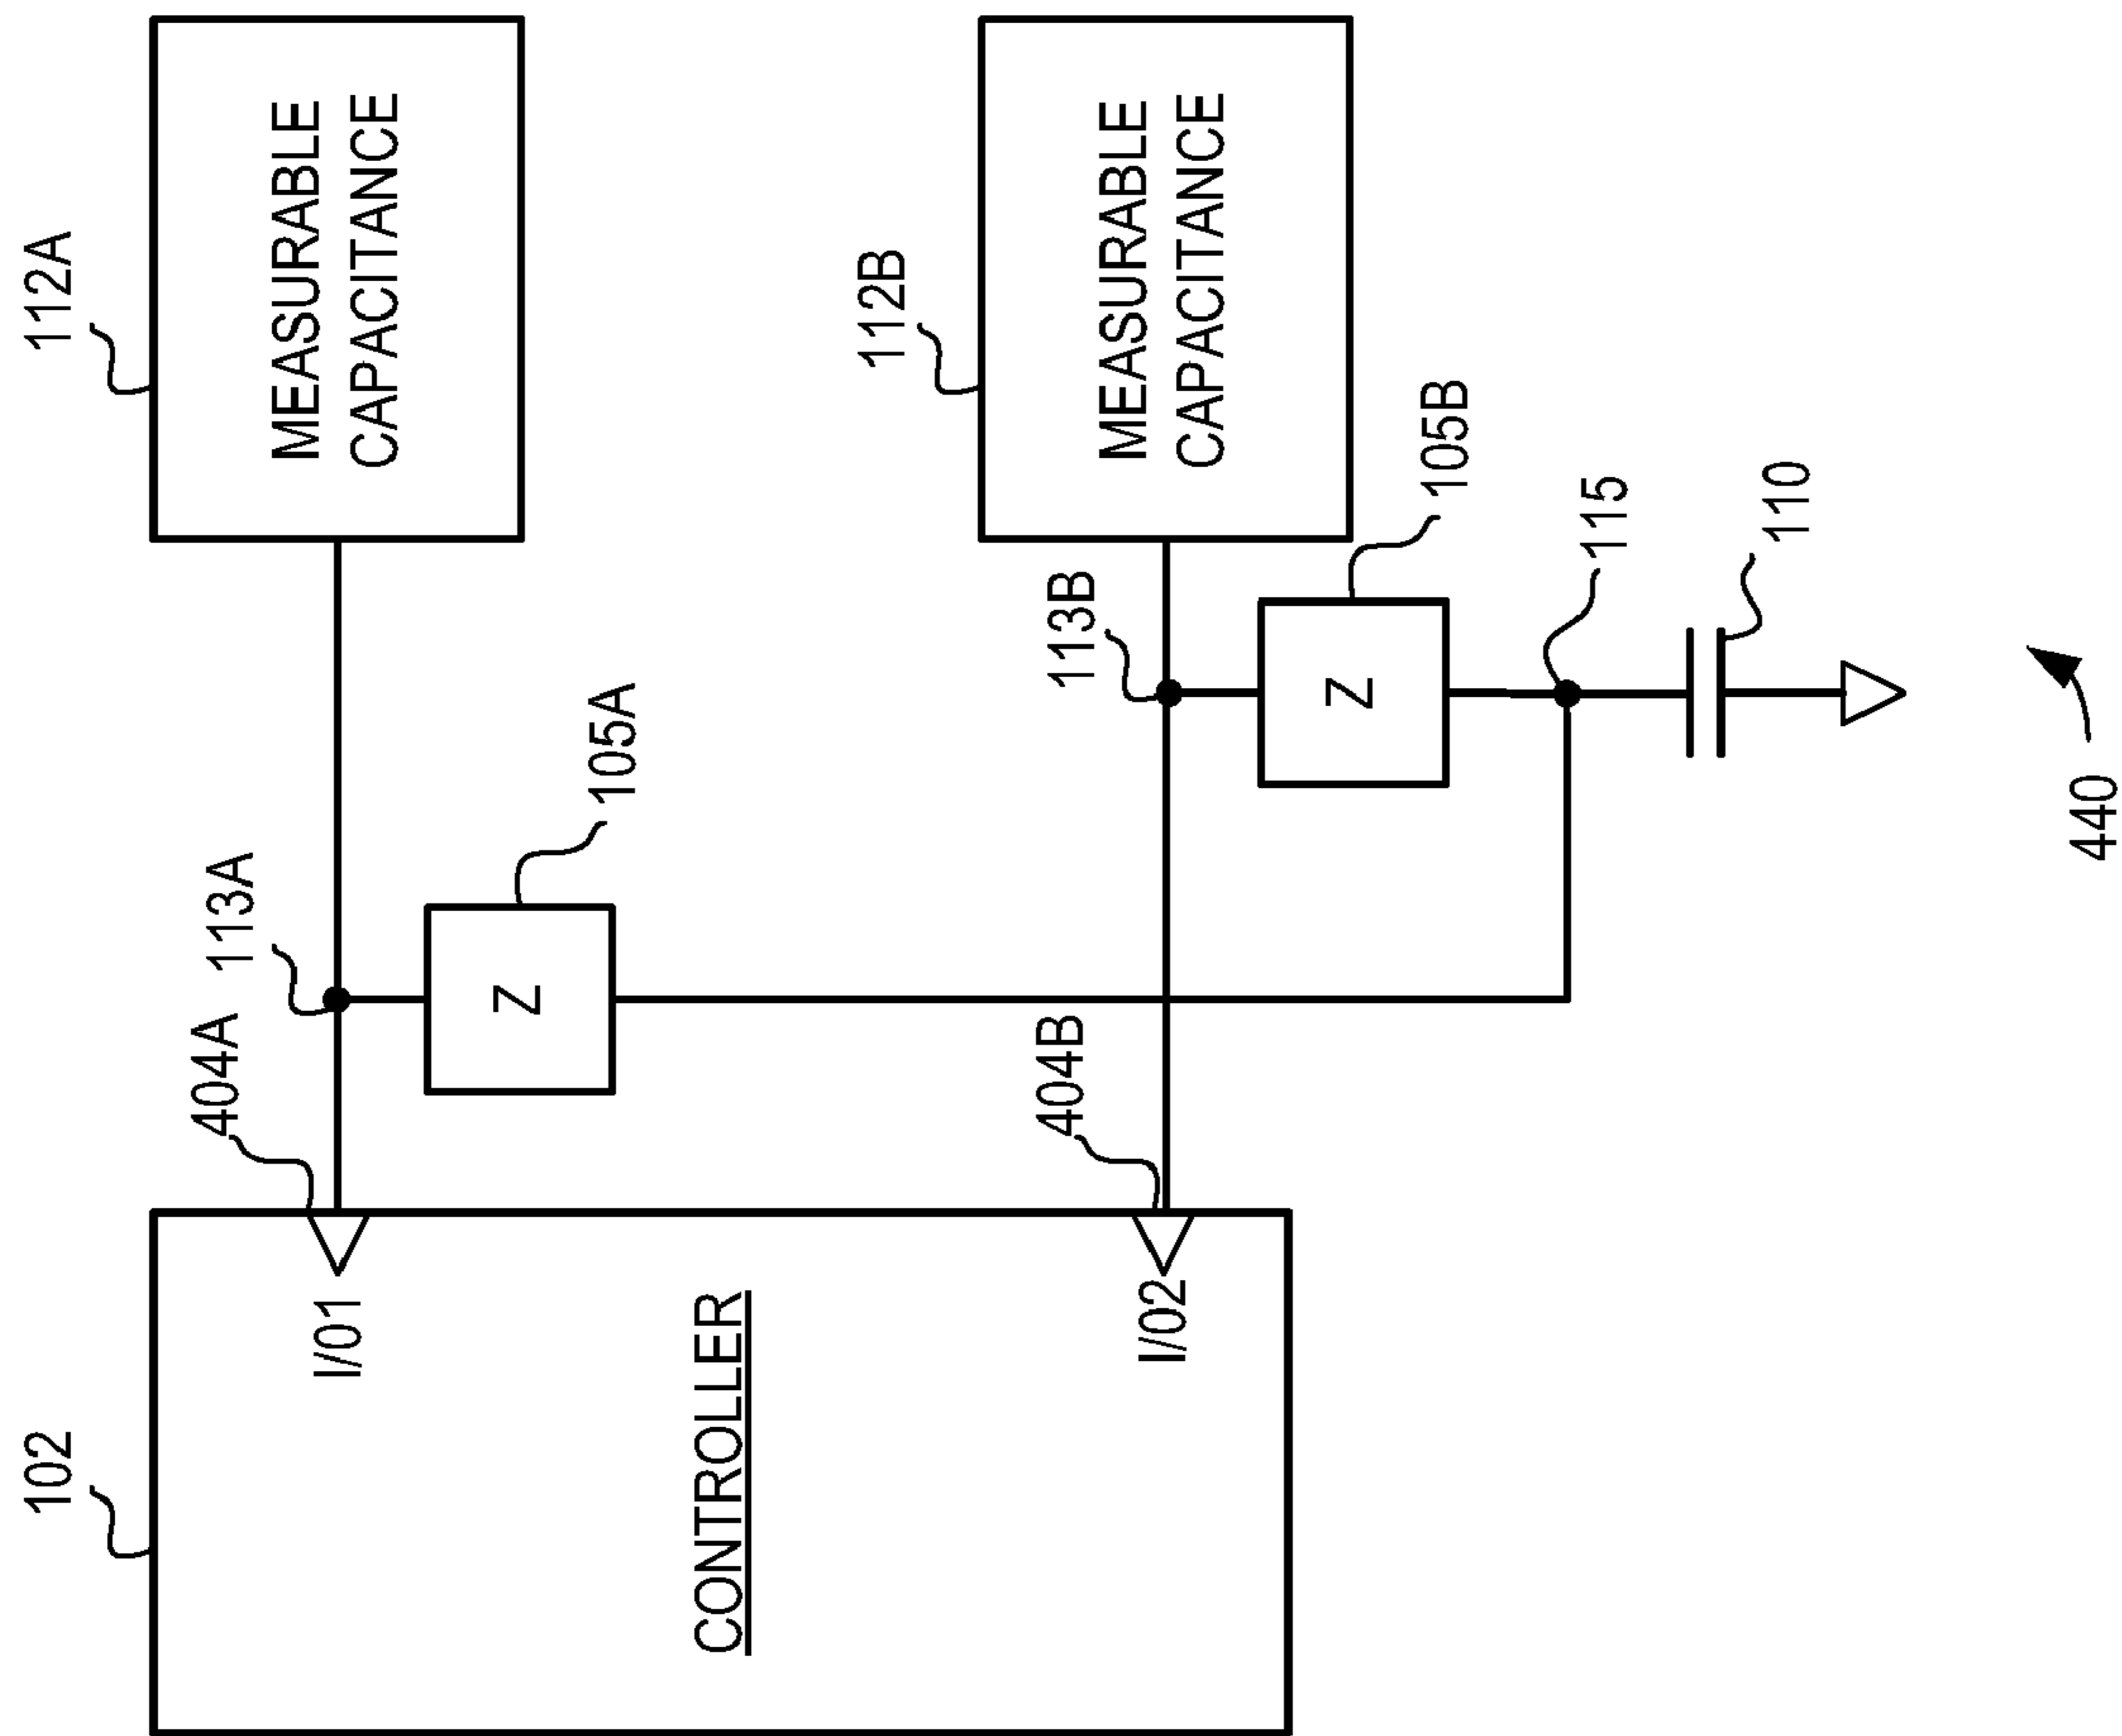 102
CONTROLLER
I/01
I/02
404A
404B
113A
Z
105A
113B
Z
105B
115
110
112A
MEASURABLE
CAPACITANCE
112B
MEASURABLE
CAPACITANCE
440